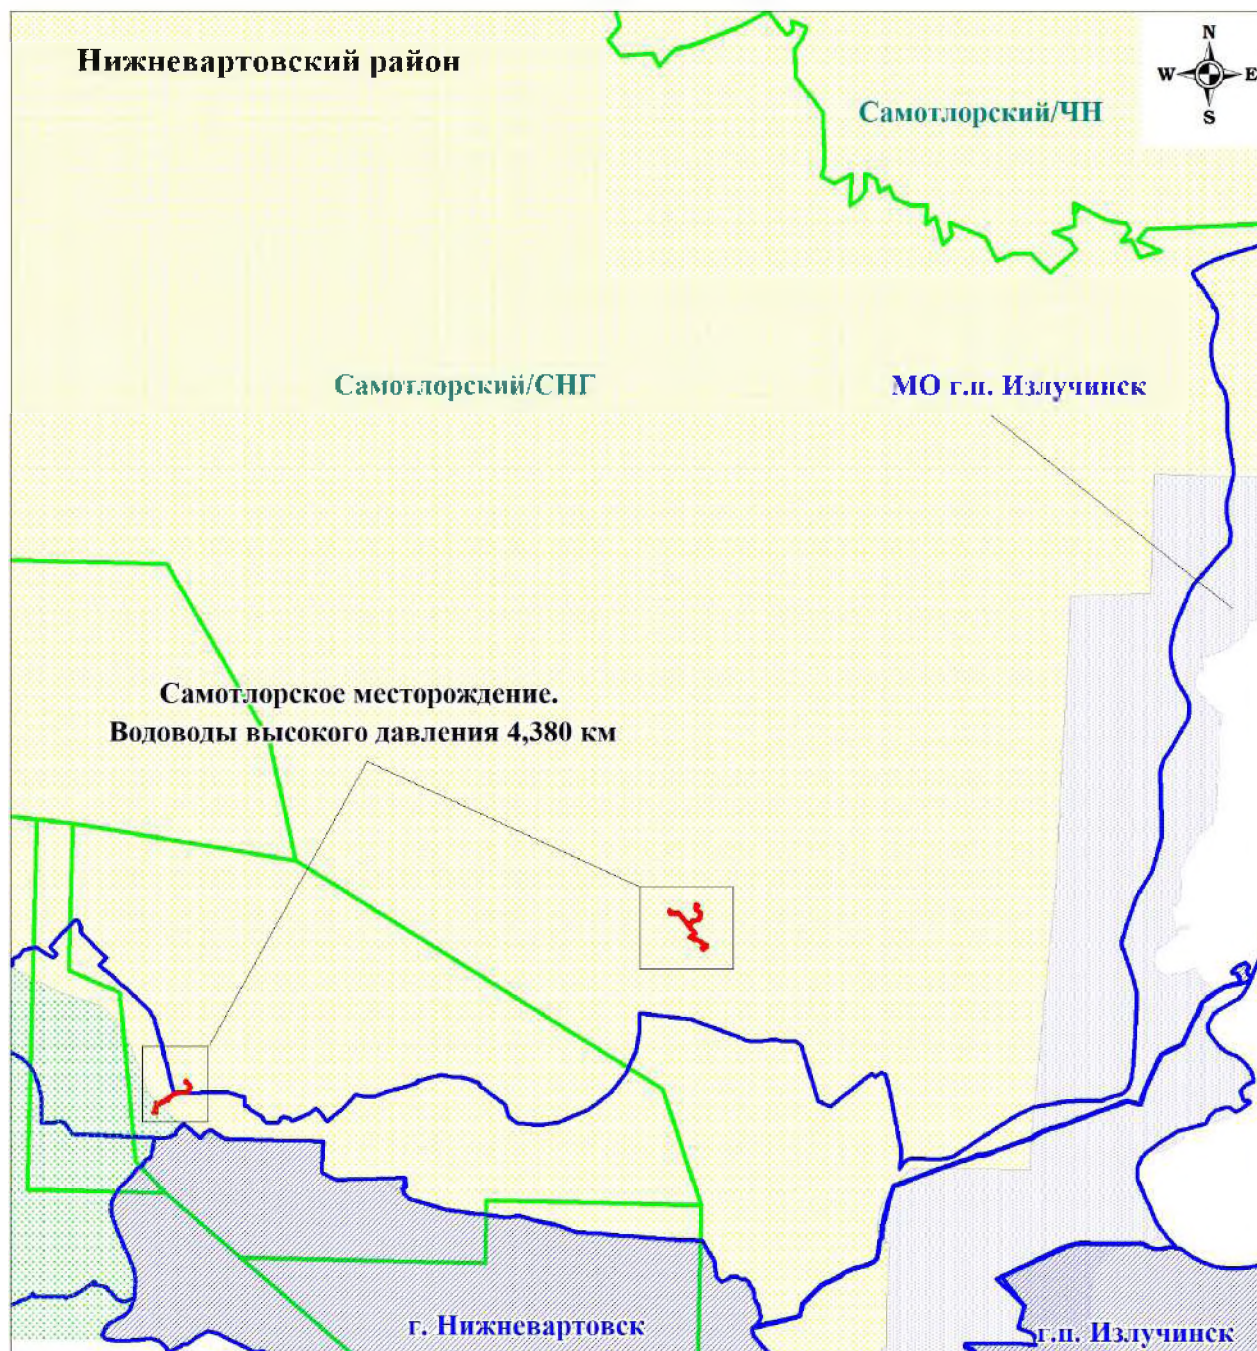 Нижневартовский район
N
W E
S
Самотлорский/ЧН
Самотлорский/СНГ
МО г.п. Излучинск
Самотлорское месторождение.
Водоводы высокого давления 4,380 км
г. Нижневартовск
г.п. Излучинск